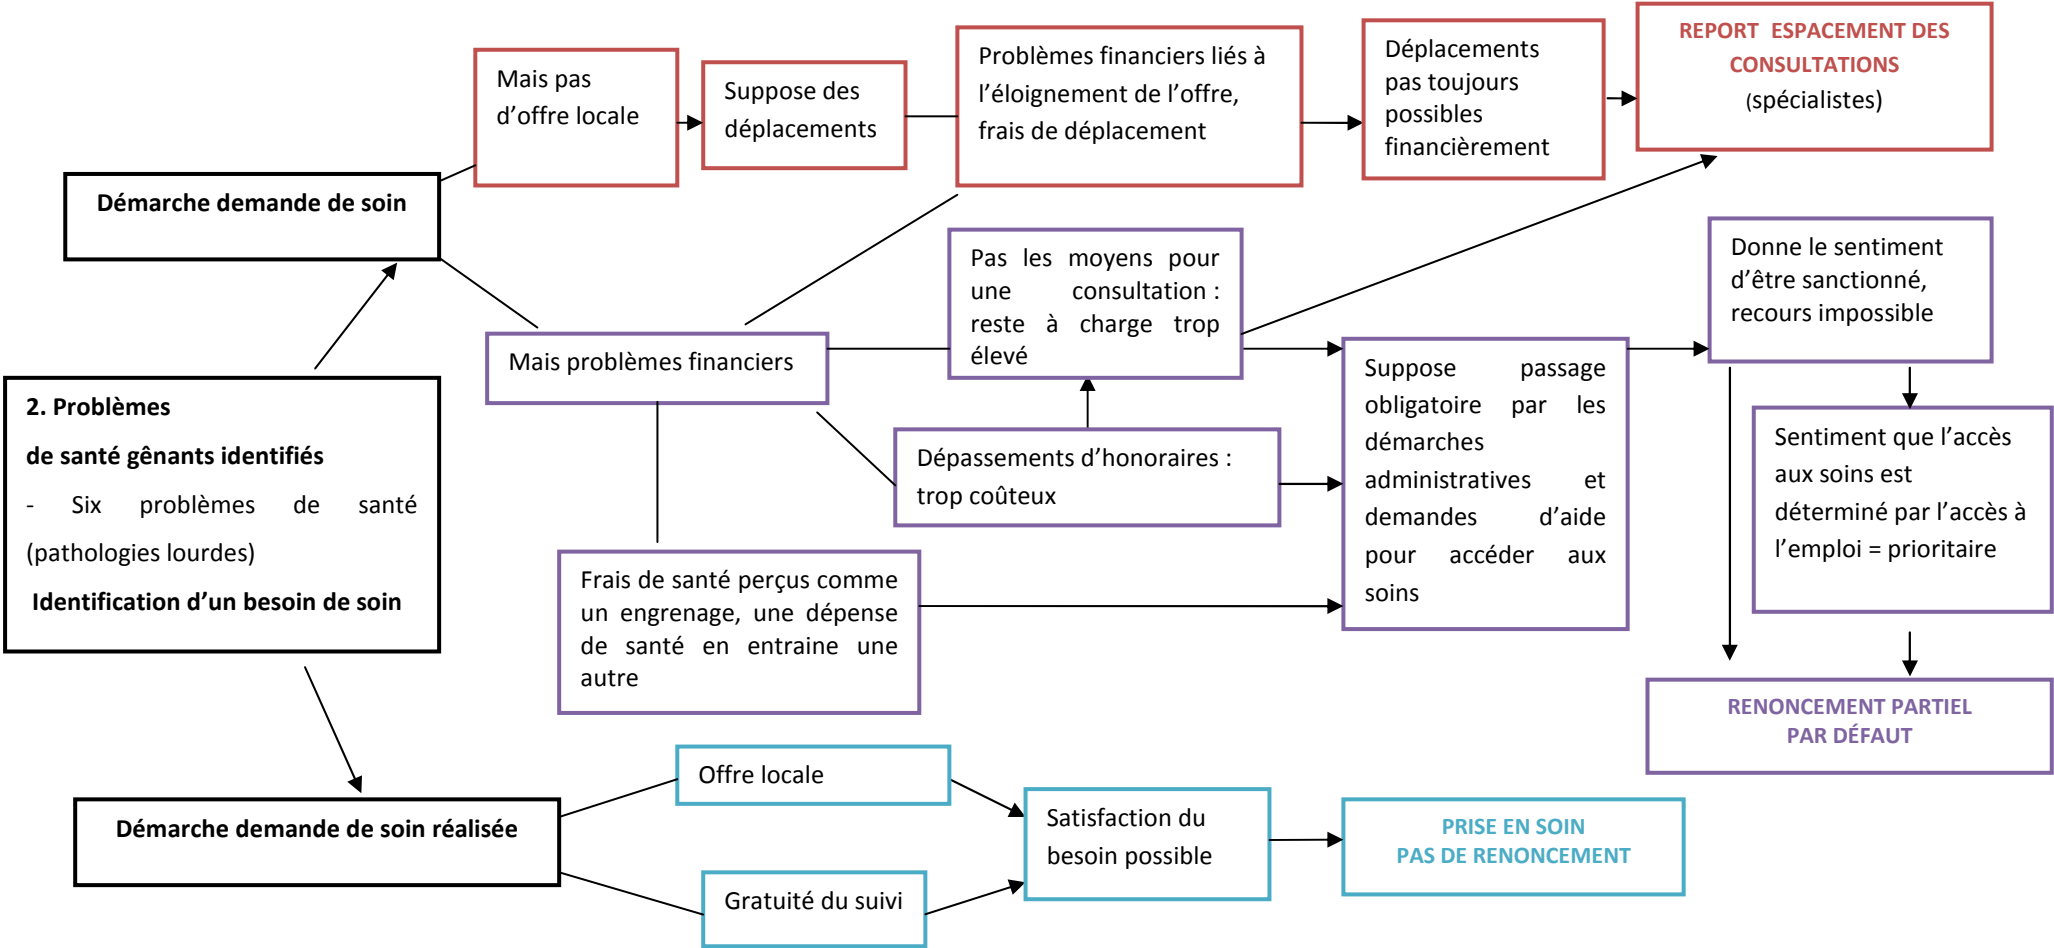 Mais pas
d’offre locale
Suppose des
déplacements
Problèmes financiers liés à
l’éloignement de l’offre,
frais de déplacement
Déplacements
pas toujours
possibles
financièrement
REPORT ESPACEMENT DES
CONSULTATIONS
(spécialistes)
Démarche demande de soin
Mais problèmes financiers
Pas les moyens pour
une consultation :
reste à charge trop
élevé
Donne le sentiment
d’être sanctionné,
recours impossible
2. Problèmes
de santé gênants identifiés
- Six problèmes de santé
(pathologies lourdes)
Identification d’un besoin de soin
Dépassements d’honoraires :
trop coûteux
Suppose passage
obligatoire par les
démarches
administratives et
demandes d’aide
pour accéder aux
soins
Sentiment que l’accès
aux soins est
déterminé par l’accès à
l’emploi = prioritaire
Frais de santé perçus comme
un engrenage, une dépense
de santé en entraine une
autre
RENONCEMENT PARTIEL
PAR DÉFAUT
Démarche demande de soin réalisée
Offre locale
Gratuité du suivi
Satisfaction du
besoin possible
PRISE EN SOIN
PAS DE RENONCEMENT